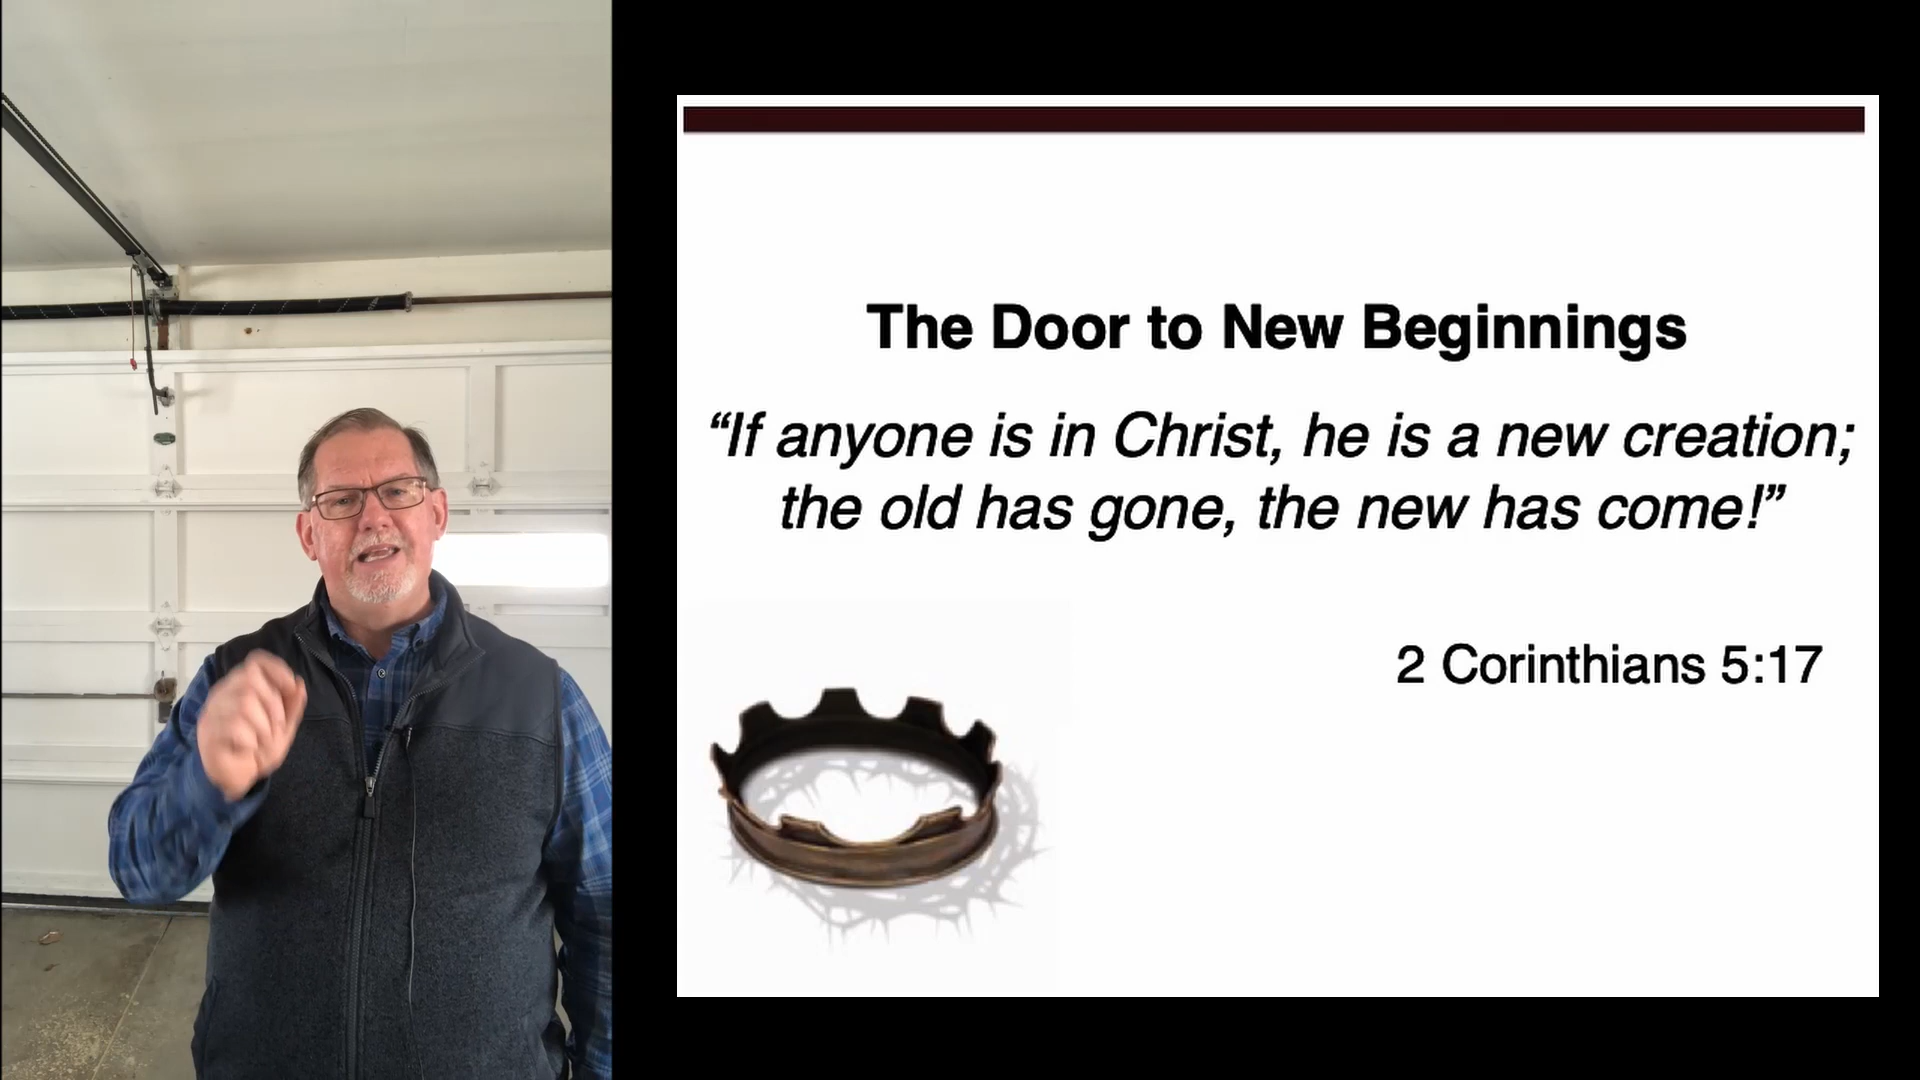 The Door to New Beginnings
“If anyone is in Christ, he is a new creation;
the old has gone, the new has come!”
2 Corinthians 5:17